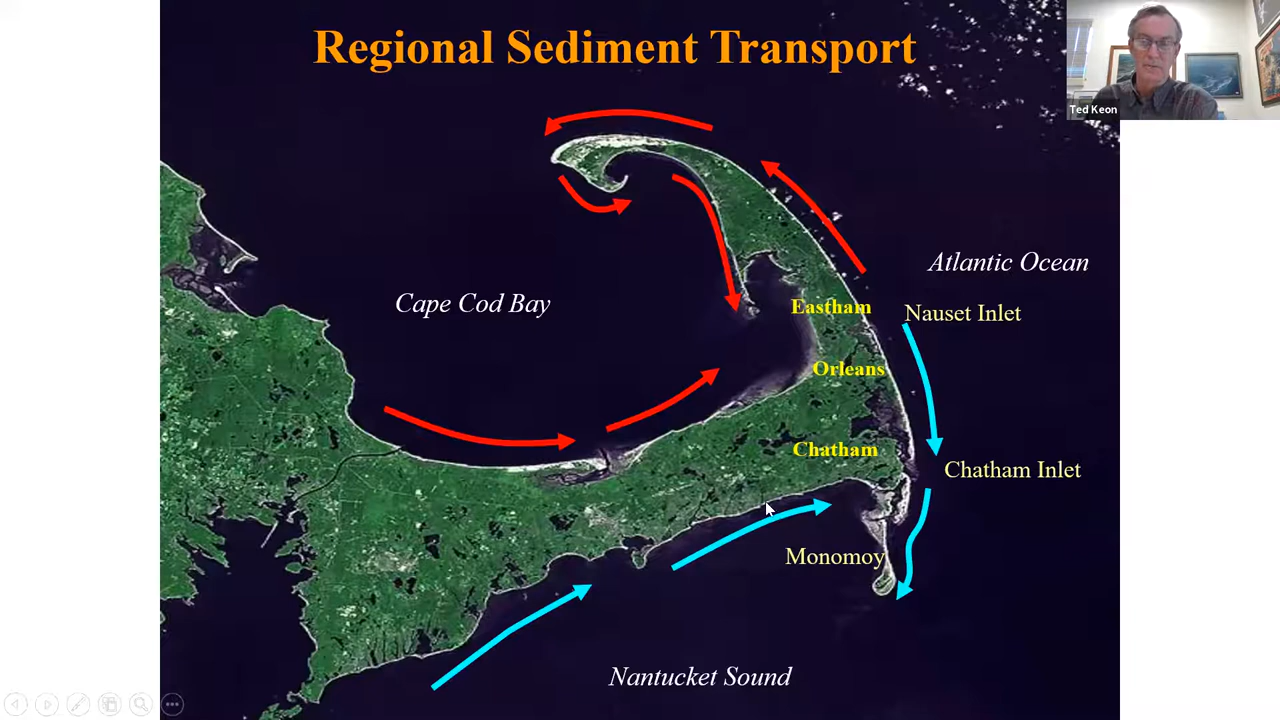 Regional Sediment Transport
Ted Keon
Atlantic Ocean
Cape Cod Bay
Eastham
Nauset Inlet
Orleans
Chatham
Chatham Inlet
Monomoy
Nantucket Sound